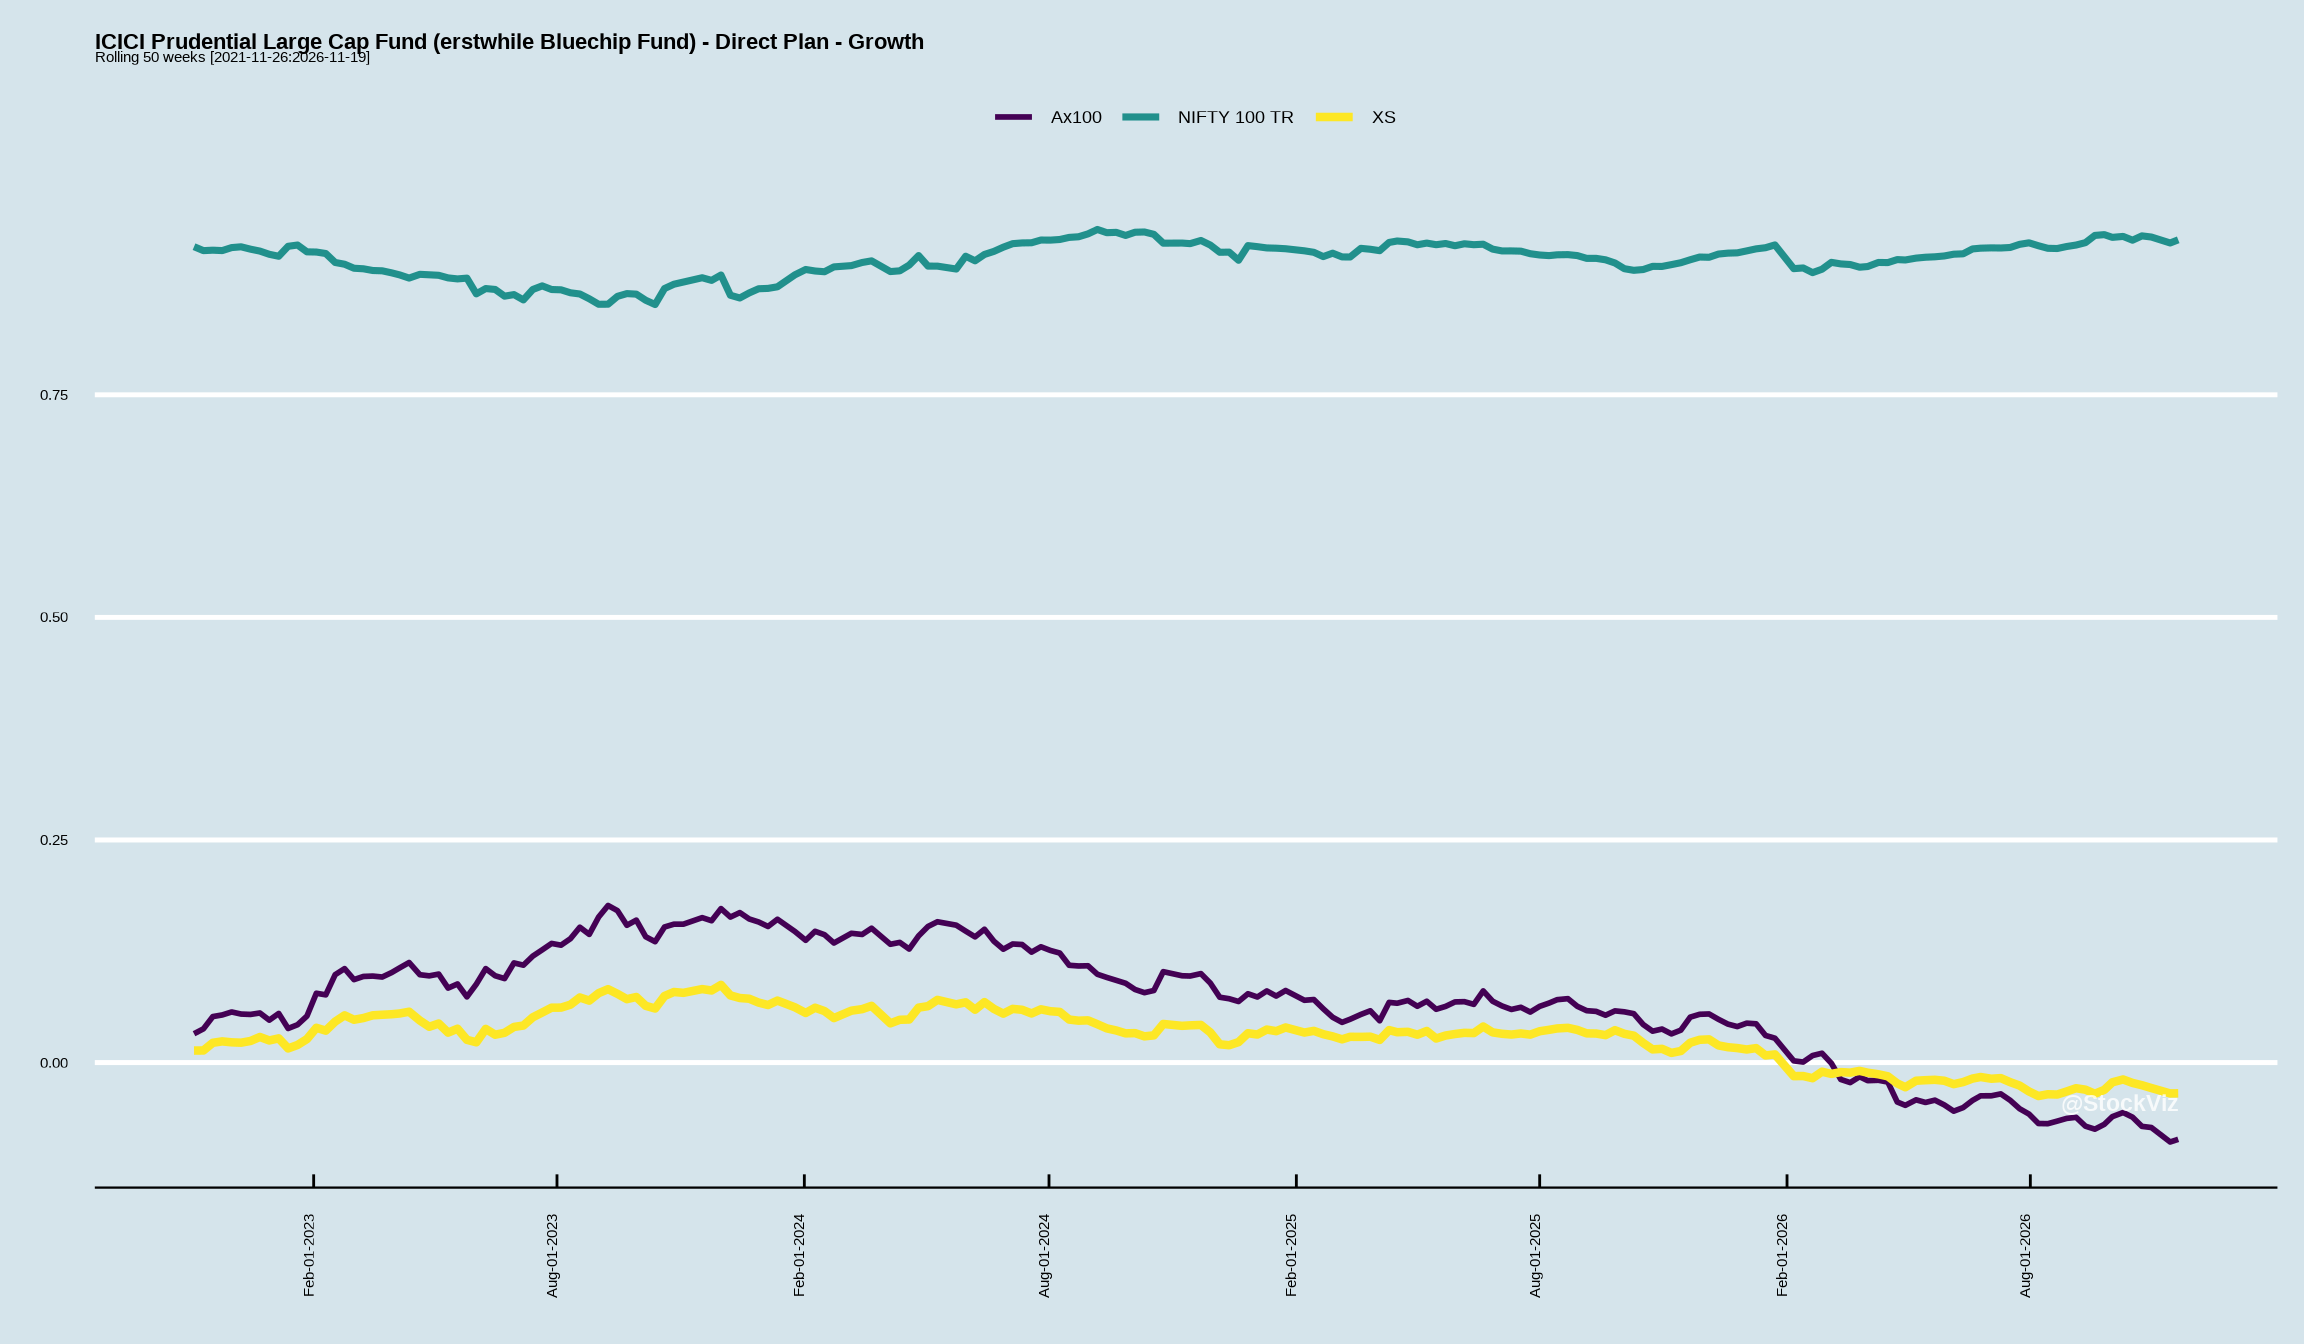 ICICI Prudential Large Cap Fund (erstwhile Bluechip Fund) - Direct Plan - Growth
Rolling 50 weeks [2021-11-26:2026-11-19]
Ax100 NIFTY 100 TR XS
0.75
0.50
0.25
0.00
@StockViz
Feb-01-2023 Aug-01-2023 Feb-01-2024 Aug-01-2024 Feb-01-2025 Aug-01-2025 Feb-01-2026 Aug-01-2026